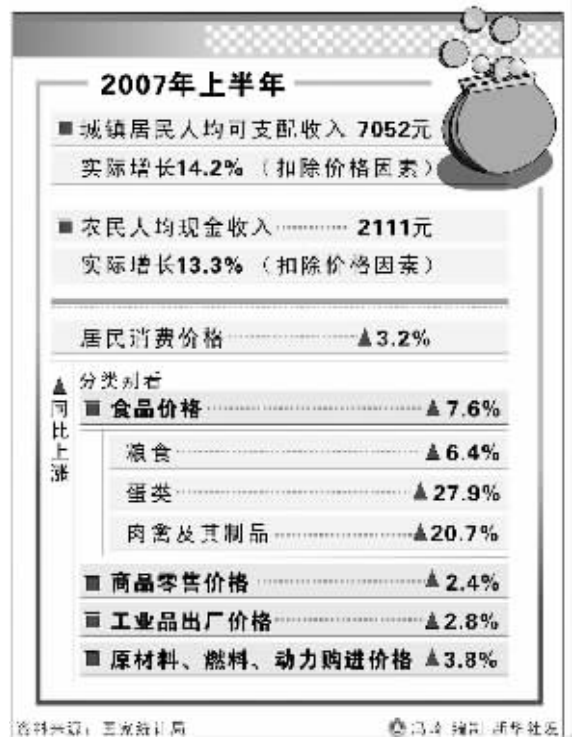 2007年上半年
■城镇居民人均可支配收入 7052元
实际增长14.2%（扣除价格因素）
■农民人均现金收入………… 2111元
实际增长13.3%（扣除价格因素）
居民消费价格…………▲3.2%
▲同比上涨
分类别看
■食品价格…………▲7.6%
粮食…………▲6.4%
蛋类…………▲27.9%
肉禽及其制品…………▲20.7%
■商品零售价格…………▲2.4%
■工业品出厂价格…………▲2.8%
■原材料、燃料、动力购进价格 ▲3.8%
资料来源：国家统计局
编制 新华社发